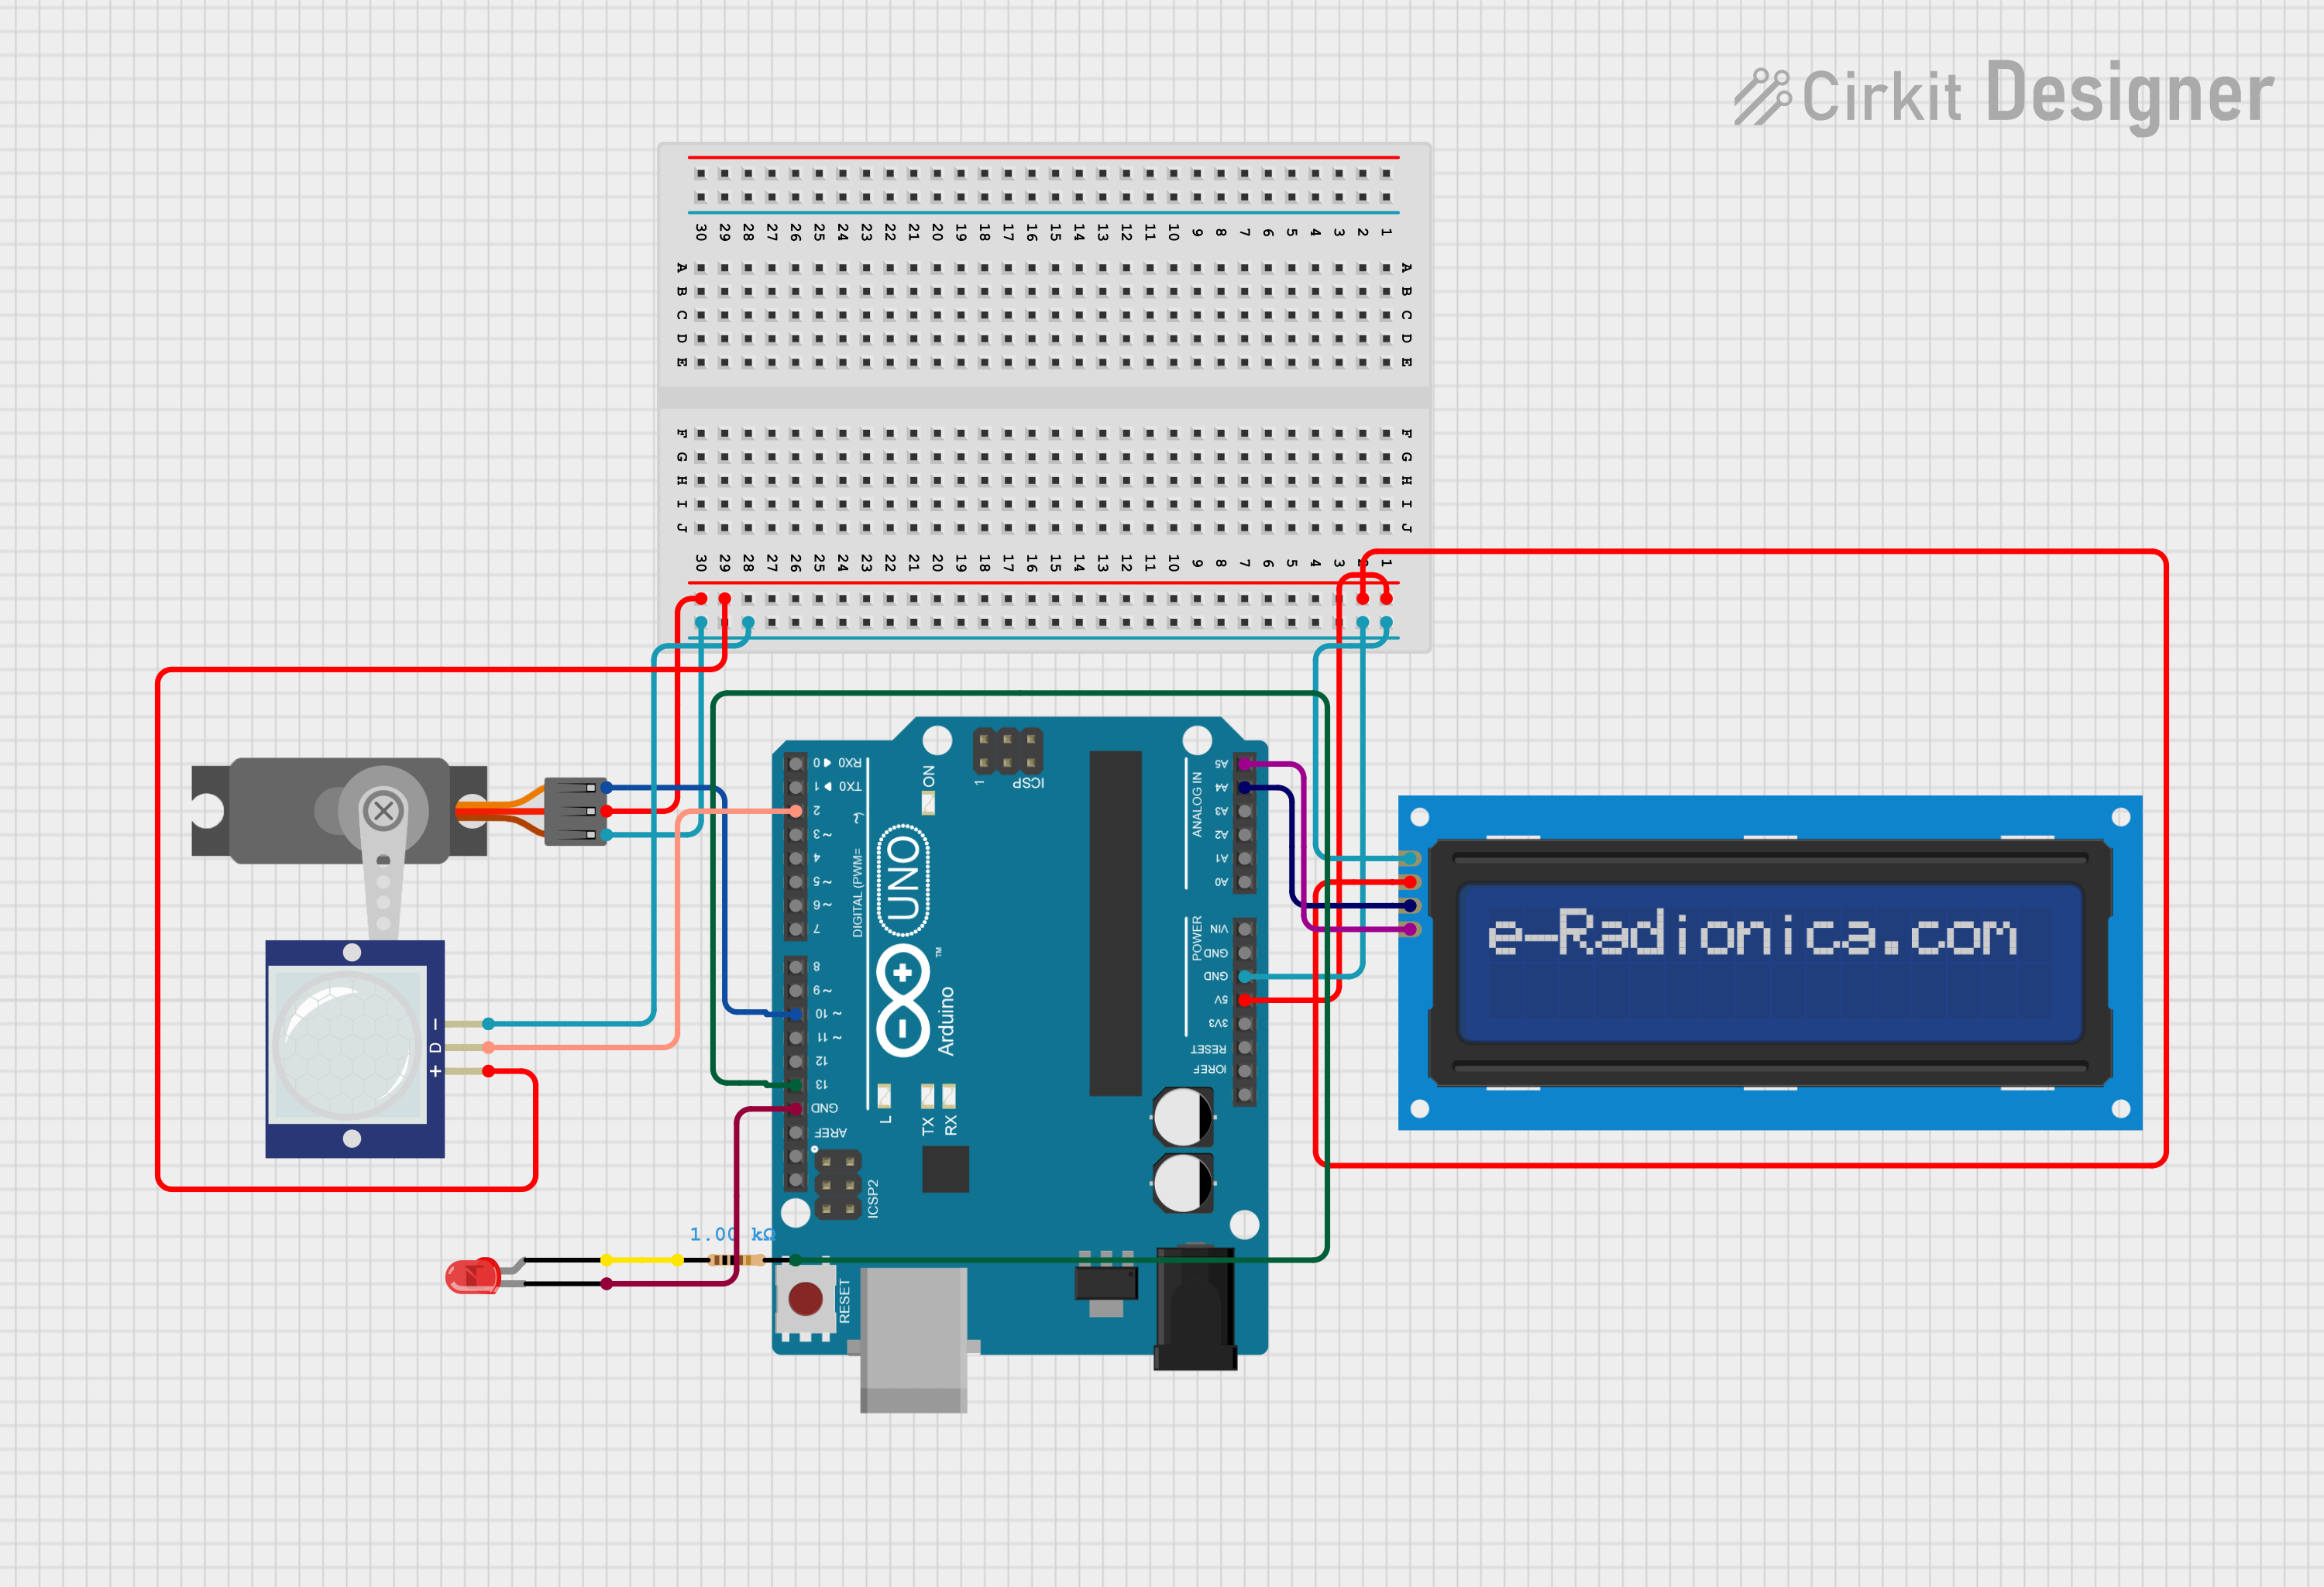 Cirkit Designer
30 29 28 27 26 25 24 23 22 21 20 19 18 17 16 15 14 13 12 11 10 9 8 7 6 5 4 3 2 1
A A
B B
C C
D D
E E
F F
G G
H H
I I
J J
30 29 28 27 26 25 24 23 22 21 20 19 18 17 16 15 14 13 12 11 10 9 8 7 6 5 4 3 2 1
RX0 ▸ 0
TX0 ▸ 1
2
~ 3
4
~ 5
~ 6
7
8
~ 9
~ 10
~ 11
12
13
GND
AREF
DIGITAL (PWM= ~)
ON
1
ICSP
UNO
™
Arduino
L
TX
RX
ICSP2
RESET
ANALOG IN
A5
A4
A3
A2
A1
A0
POWER
VIN
GND
GND
5V
3V3
RESET
IOREF
e-Radionica.com
− D +
1.00 kΩ